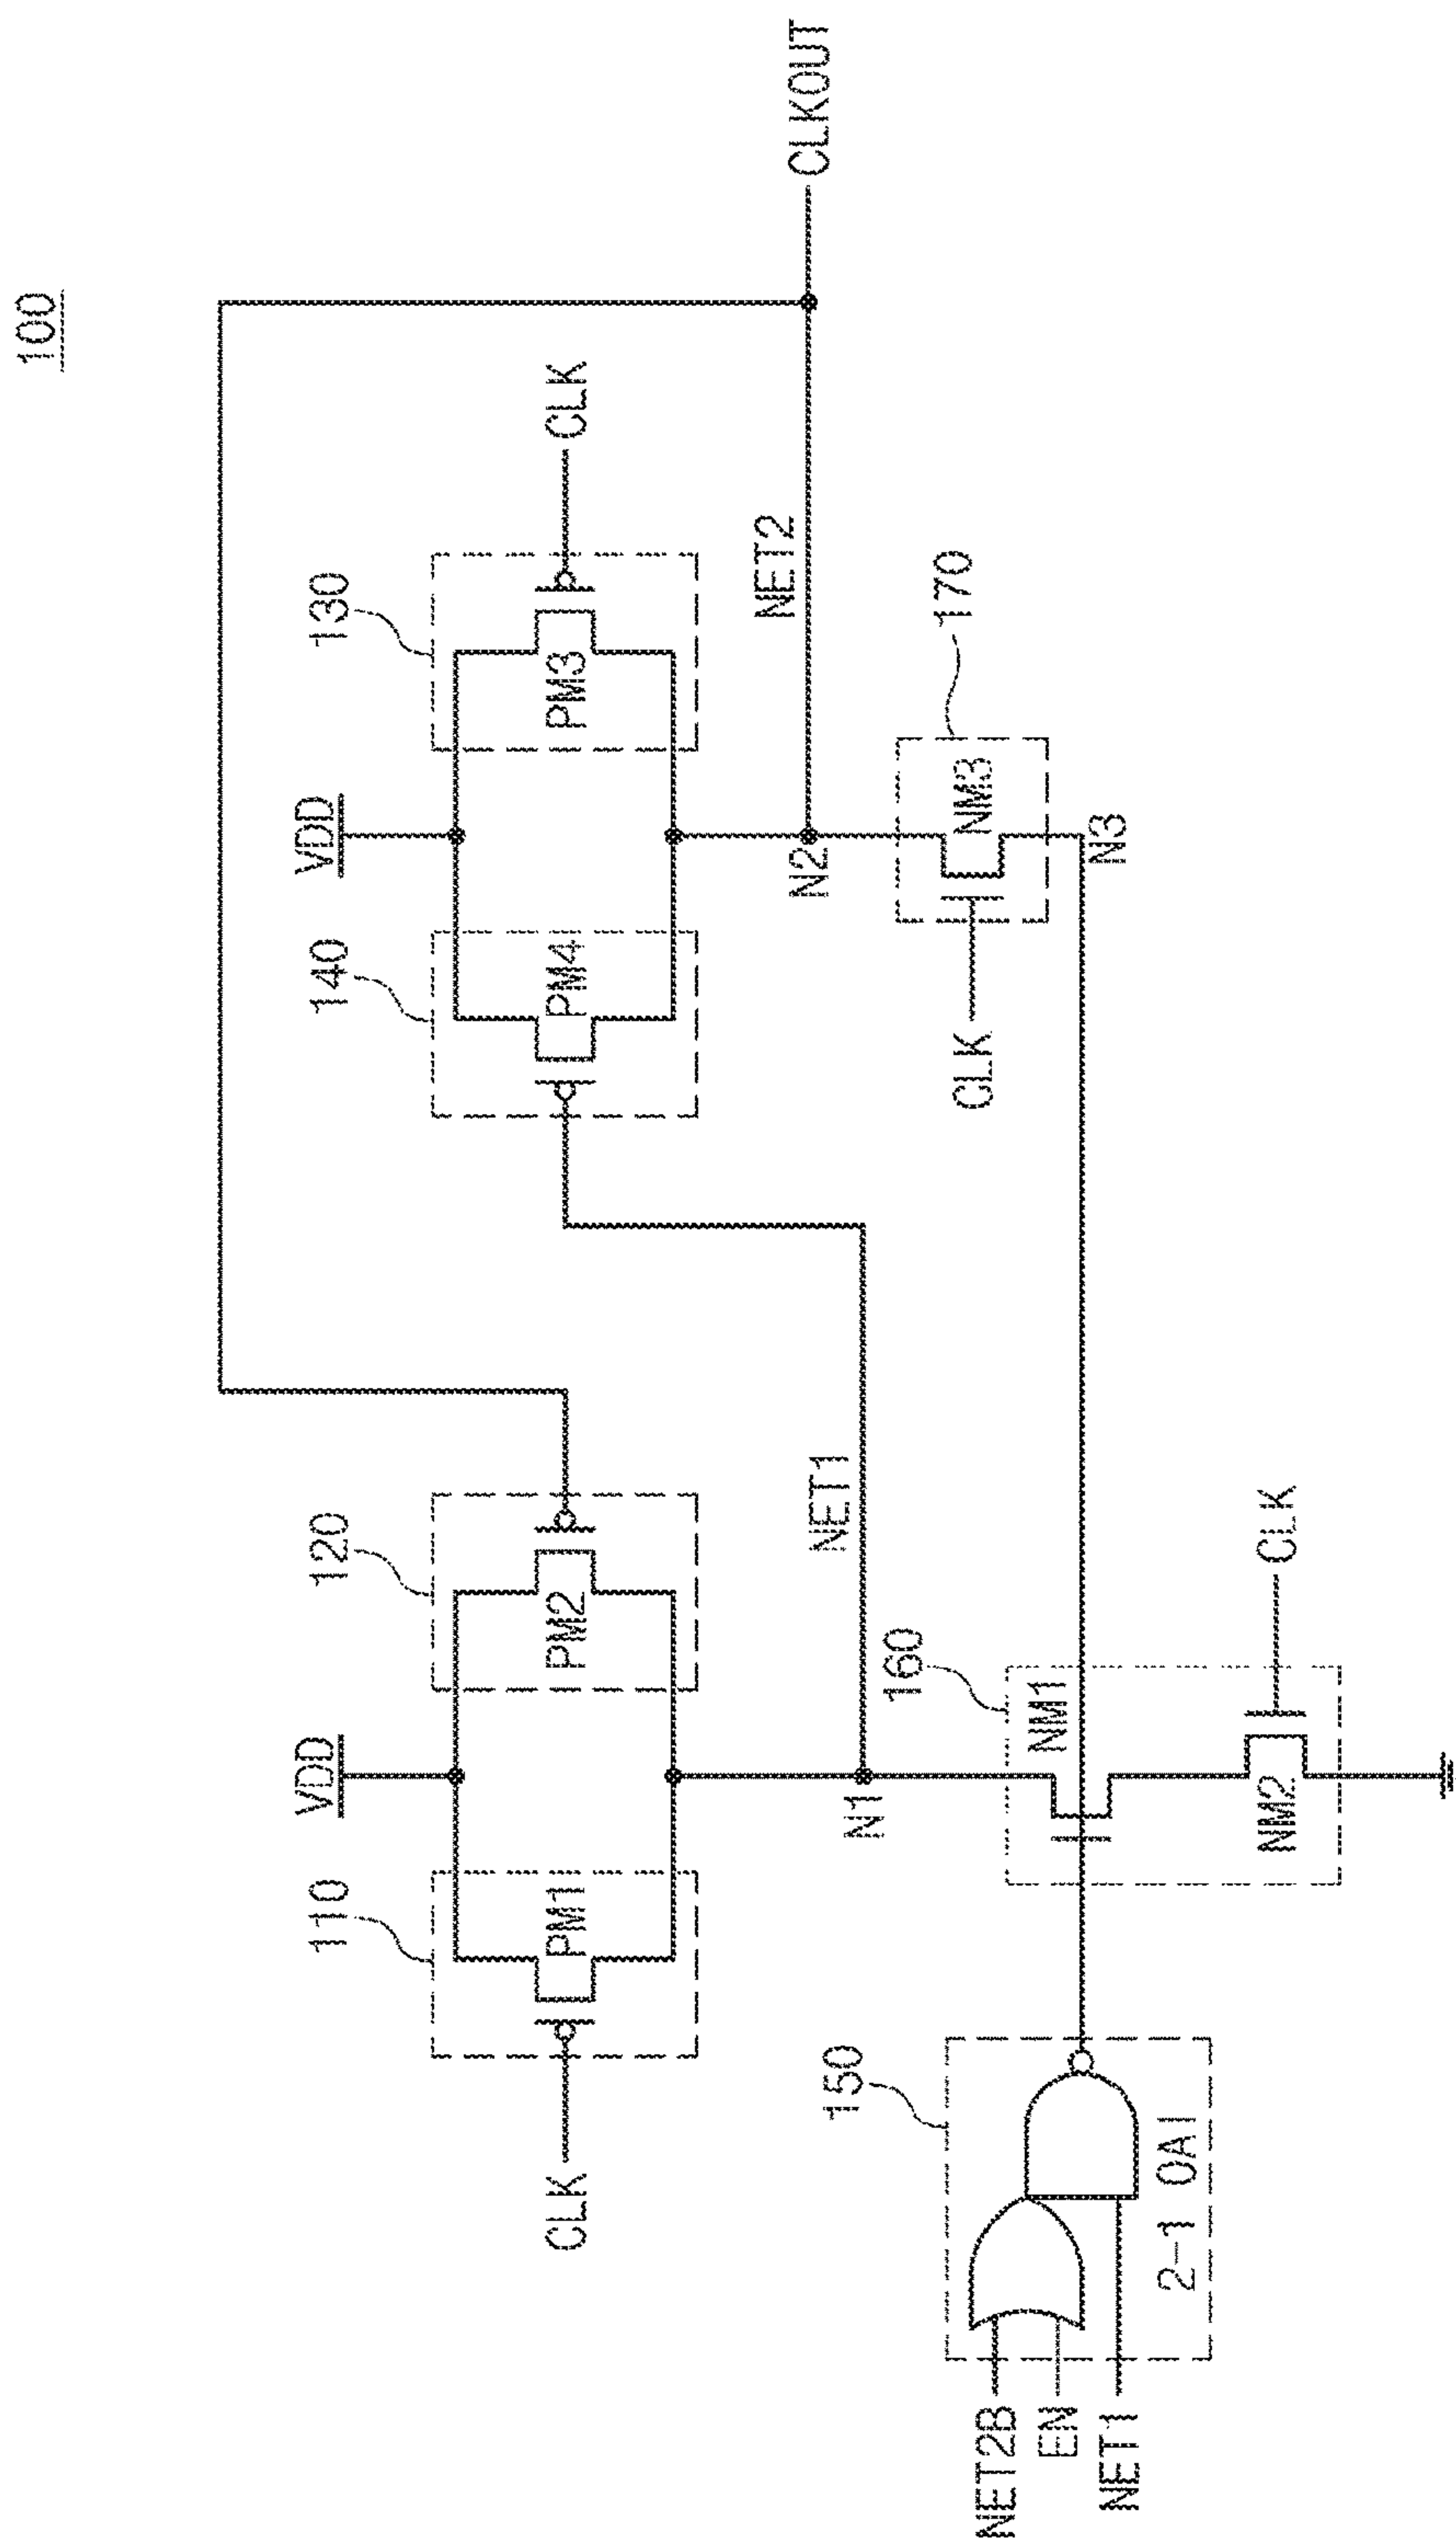 100
VDD
VDD
110
120
140
130
CLK
PM1
PM2
PM4
PM3
CLK
NET1
NET2
CLKOUT
N1
N2
150
160
170
NM1
NM3
CLK
N3
NET2B
EN
NET1
2-1 OAI
NM2
CLK